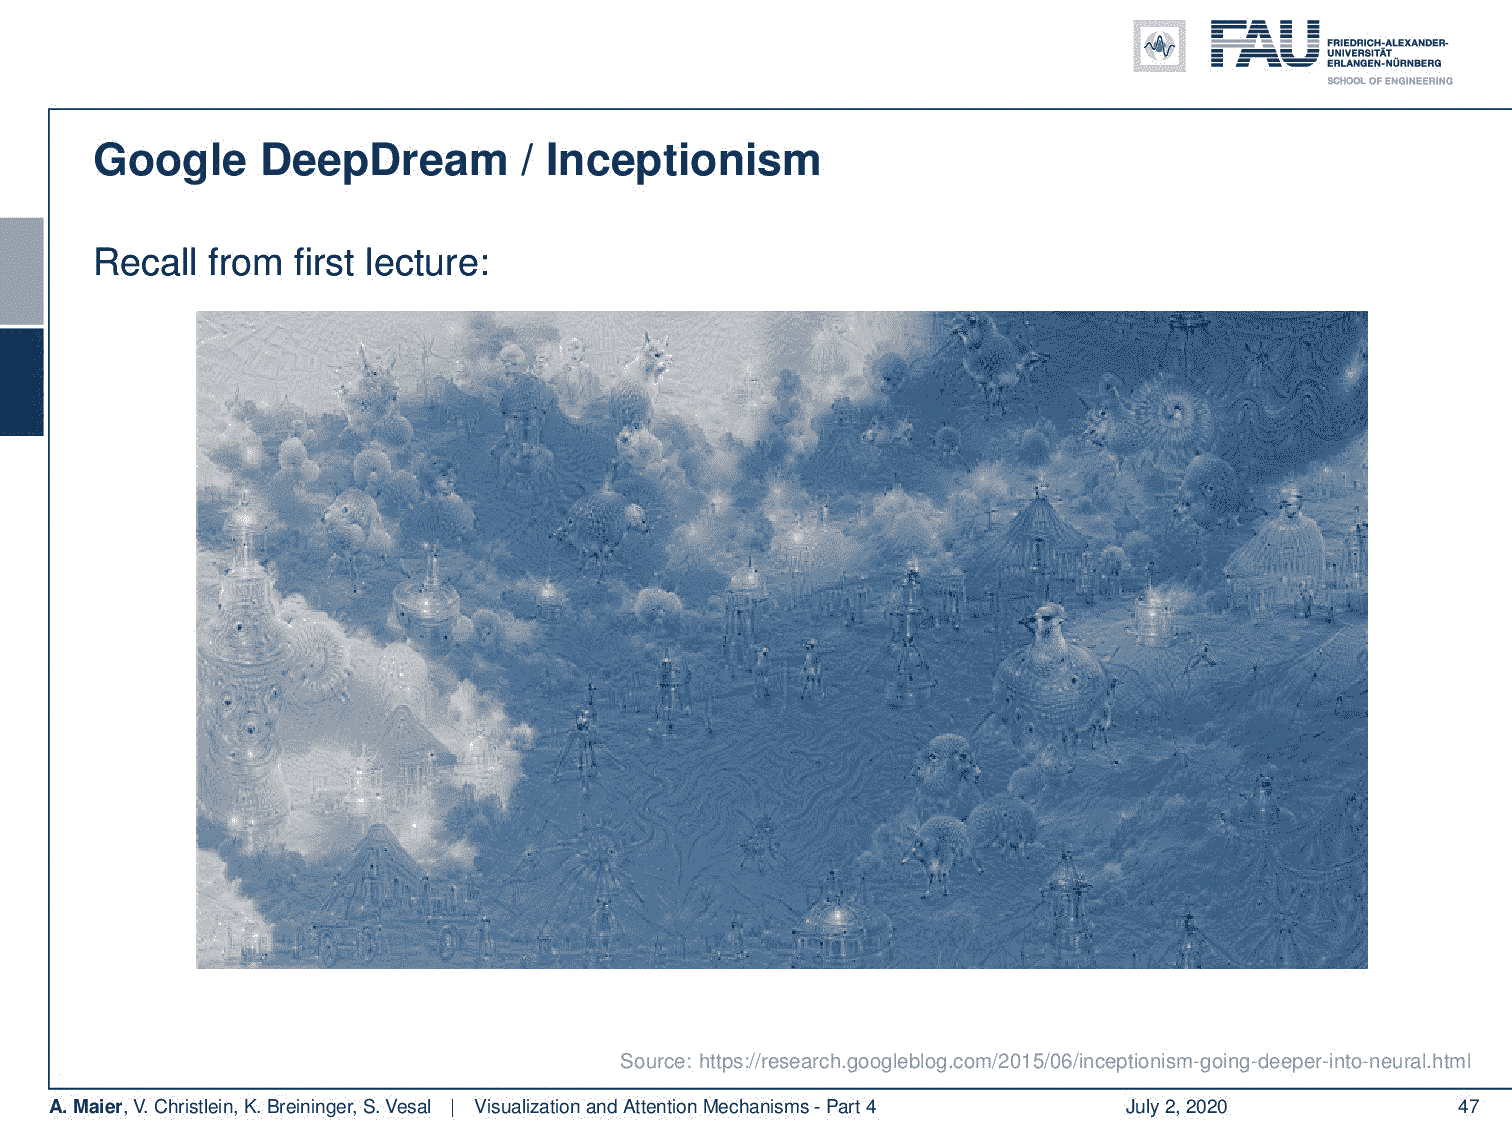 FAU
FRIEDRICH-ALEXANDER-
UNIVERSITÄT
ERLANGEN-NÜRNBERG
SCHOOL OF ENGINEERING
Google DeepDream / Inceptionism
Recall from first lecture:
Source: https://research.googleblog.com/2015/06/inceptionism-going-deeper-into-neural.html
A. Maier, V. Christlein, K. Breininger, S. Vesal | Visualization and Attention Mechanisms - Part 4 July 2, 2020 47